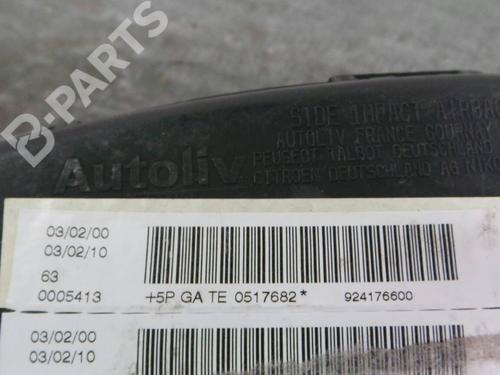 B-PARTS
SIDE IMPACT AIRBAG
AUTOLIV FRANCE GOURNAY
Autoliv
PEUGEOT TALBOT DEUTSCHLAND
CITROEN DEUTSCHLAND AG
03/02/00
03/02/10
63
0005413
+5P GA TE 0517682*
924176600
03/02/00
03/02/10